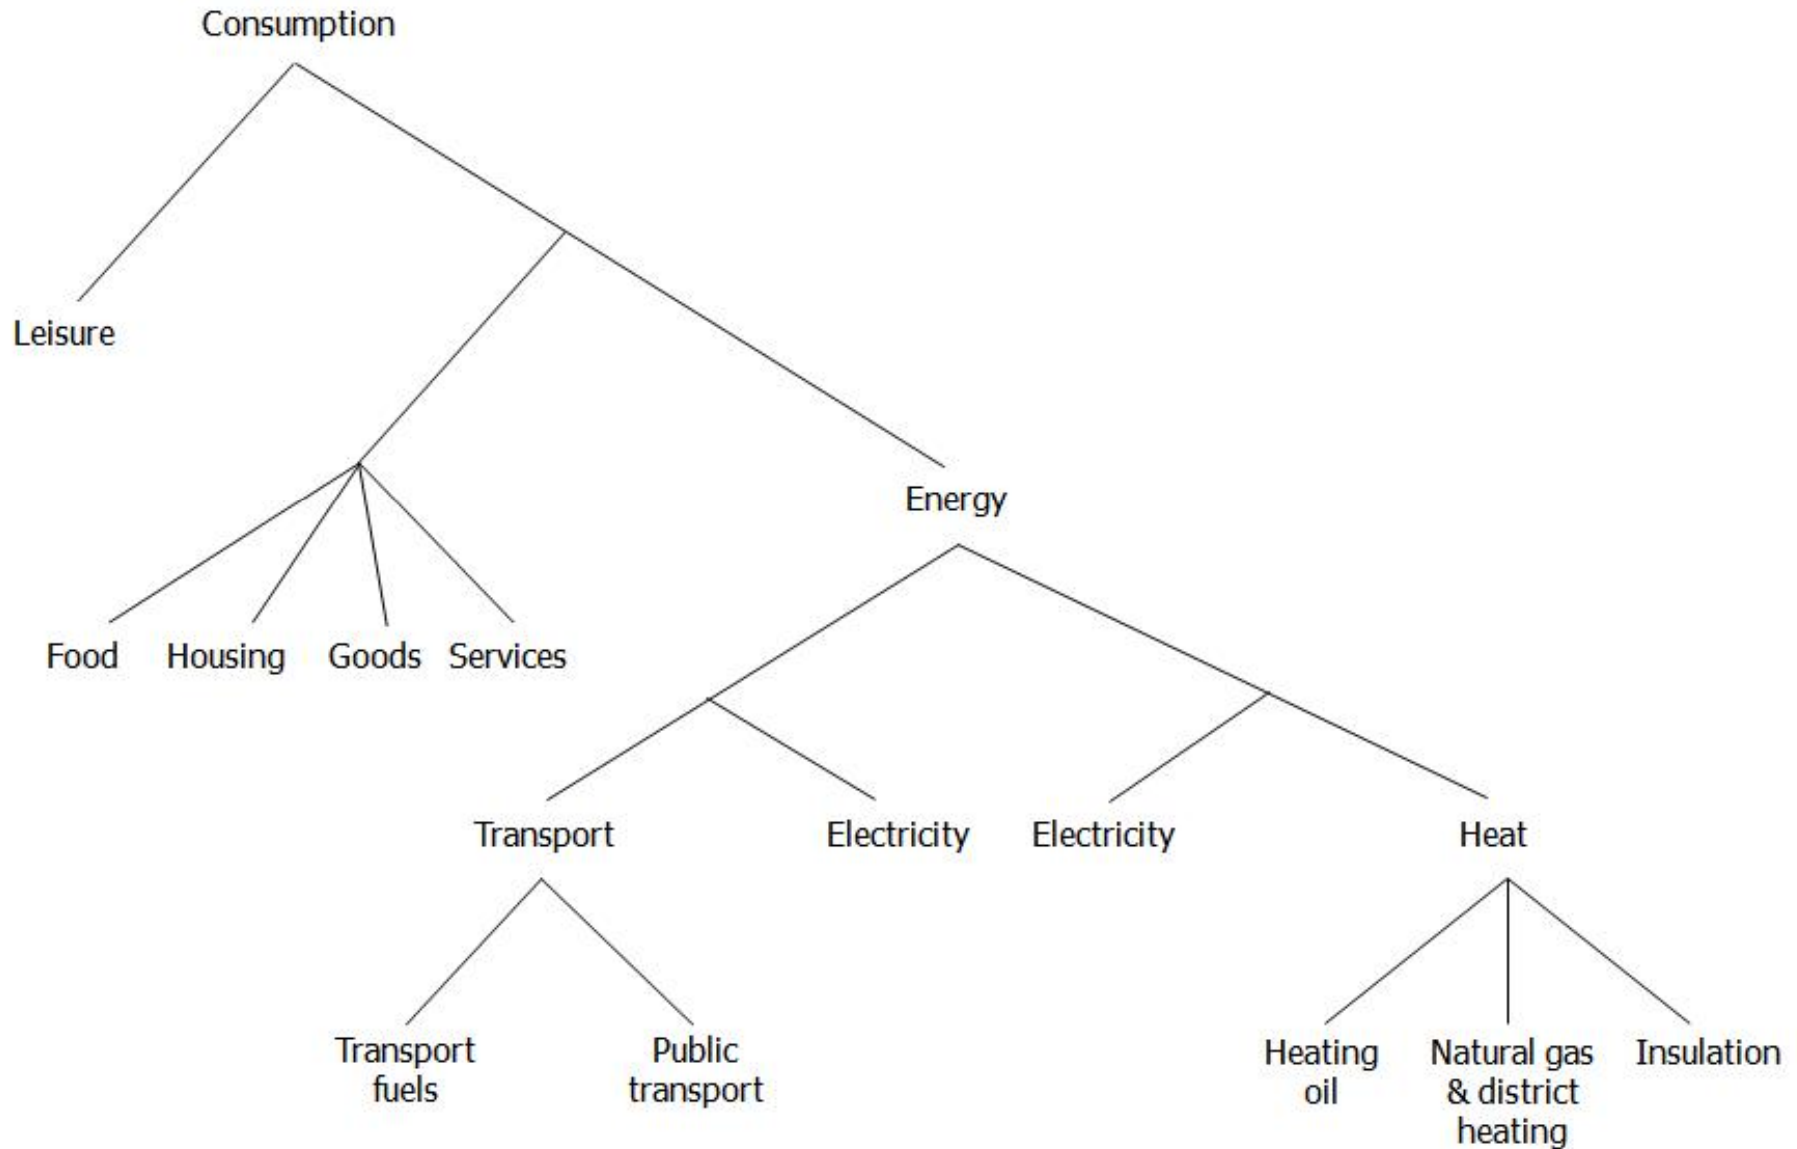 Consumption
Leisure
Energy
Food Housing Goods Services
Transport Electricity Electricity Heat
Transport
fuels
Public
transport
Heating
oil
Natural gas
& district
heating
Insulation